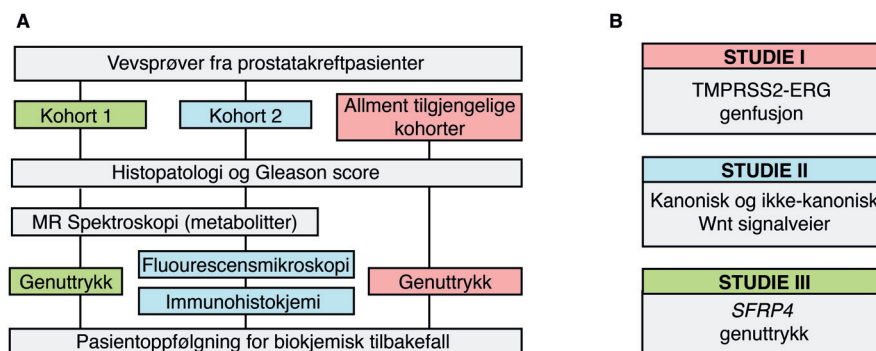 A
Vevsprøver fra prostatakreftpasienter
Kohort 1
Kohort 2
Allment tilgjengelige
kohorter
Histopatologi og Gleason score
MR Spektroskopi (metabolitter)
Fluourescensmikroskopi
Genuttrykk
Immunohistokjemi
Genuttrykk
Pasientoppfølgning for biokjemisk tilbakefall
B
STUDIE I
TMPRSS2-ERG
genfusjon
STUDIE II
Kanonisk og ikke-kanonisk
Wnt signalveier
STUDIE III
SFRP4
genuttrykk